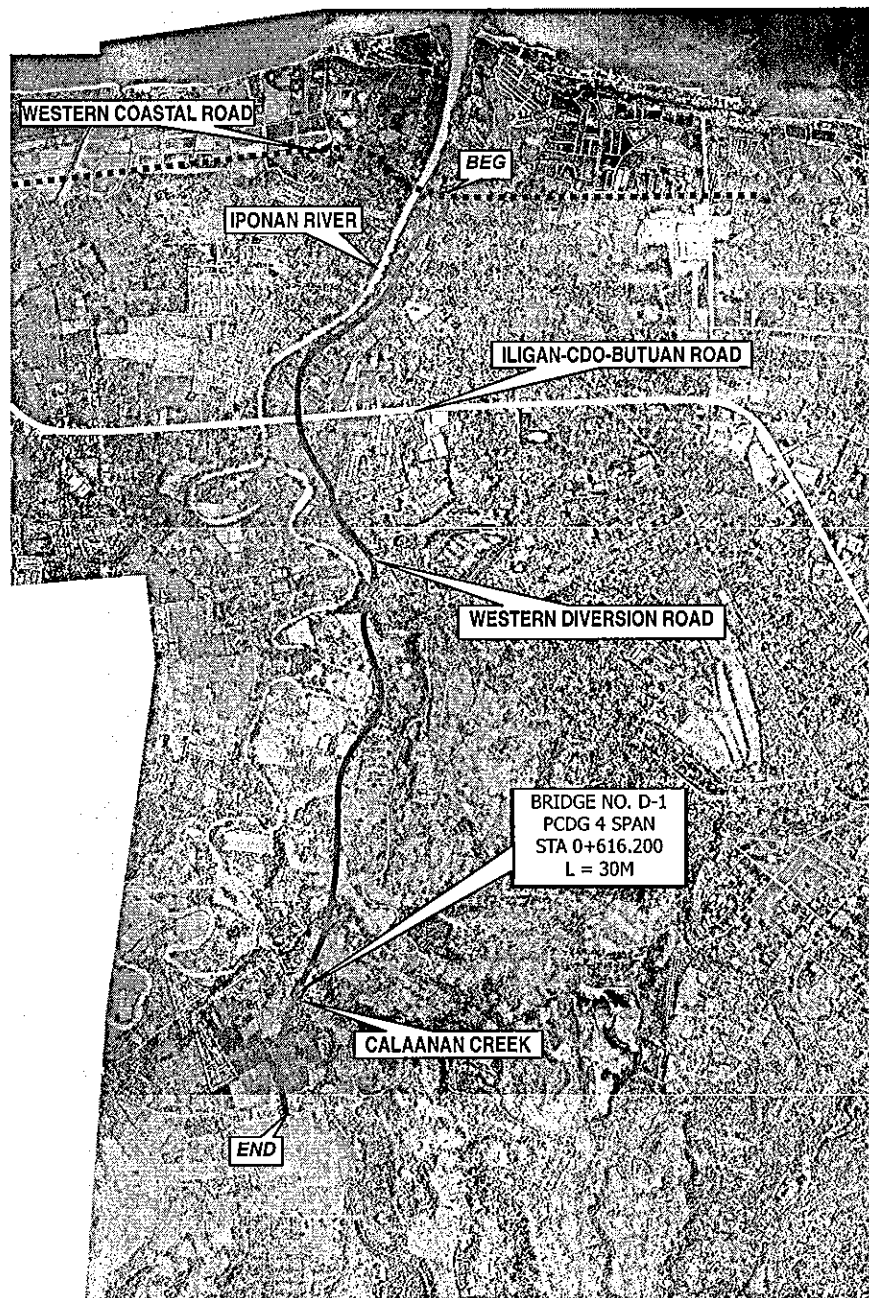 WESTERN COASTAL ROAD
BEG
IPONAN RIVER
ILIGAN-CDO-BUTUAN ROAD
WESTERN DIVERSION ROAD
BRIDGE NO. D-1
PCDG 4 SPAN
STA 0+616.200
L = 30M
CALAANAN CREEK
END